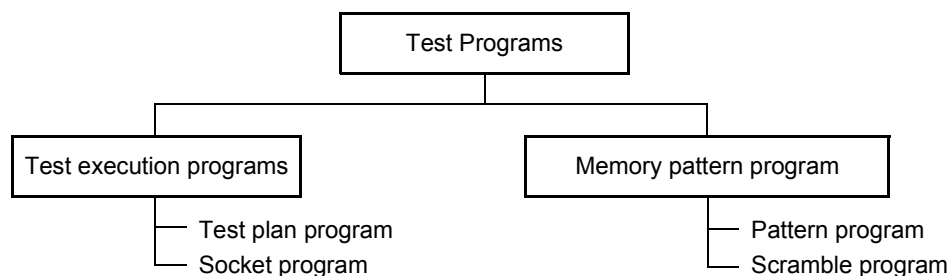 Test Programs
Test execution programs
Memory pattern program
Test plan program
Socket program
Pattern program
Scramble program